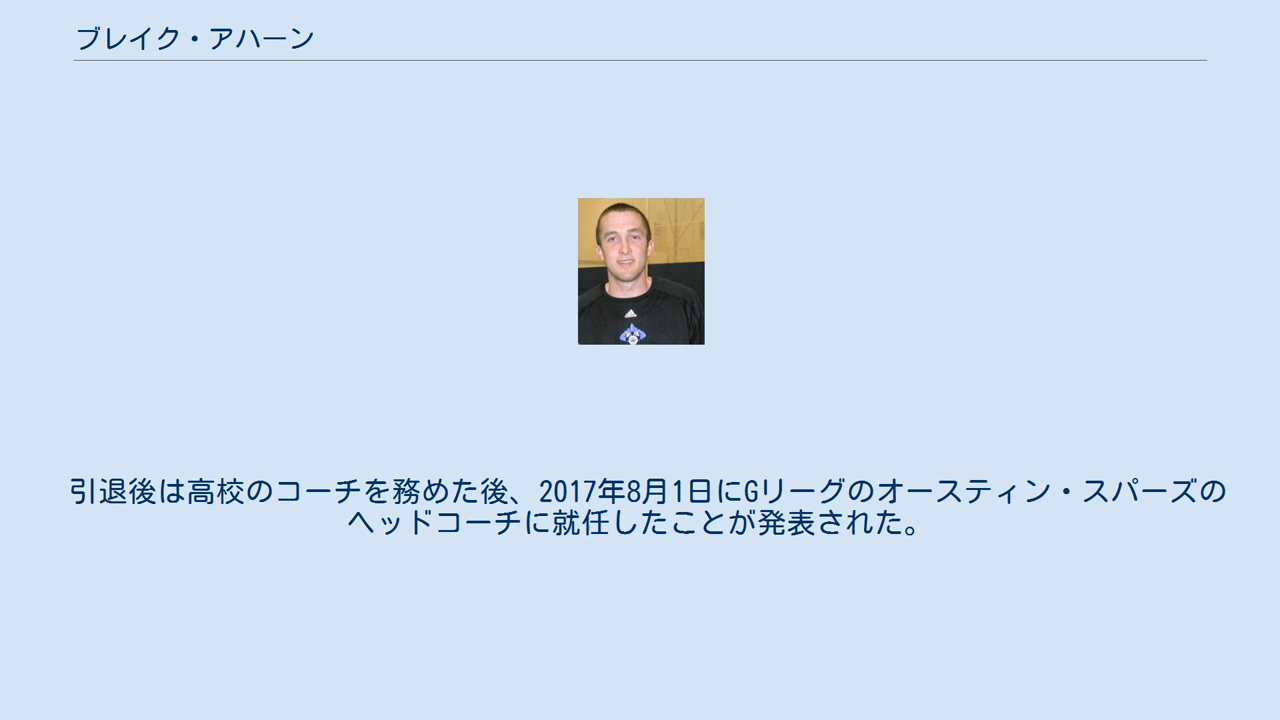 ブレイク・アハーン
引退後は高校のコーチを務めた後、2017年8月1日にGリーグのオースティン・スパーズの
ヘッドコーチに就任したことが発表された。